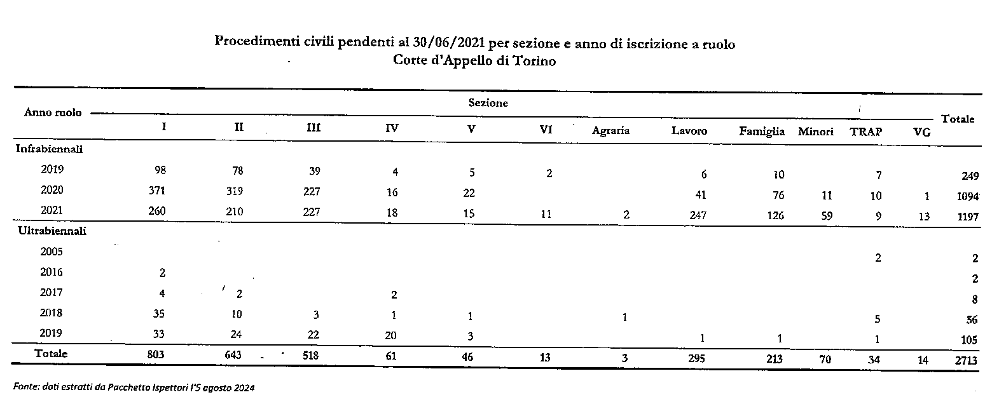 Procedimenti civili pendenti al 30/06/2021 per sezione e anno di iscrizione a ruolo
Corte d'Appello di Torino
Anno ruolo Sezione Totale
I II III IV V VI Agraria Lavoro Famiglia Minori TRAP VG
Infrabiennali
2019 98 78 39 4 5 2 6 10 7 249
2020 371 319 227 16 22 41 76 11 10 1 1094
2021 260 210 227 18 15 11 2 247 126 59 9 13 1197
Ultrabiennali
2005 2 2
2016 2 2
2017 4 2 2 8
2018 35 10 3 1 1 1 5 56
2019 33 24 22 20 3 1 1 1 105
Totale 803 643 518 61 46 13 3 295 213 70 34 14 2713
Fonte: dati estratti da Pacchetto Ispettori l'5 agosto 2024